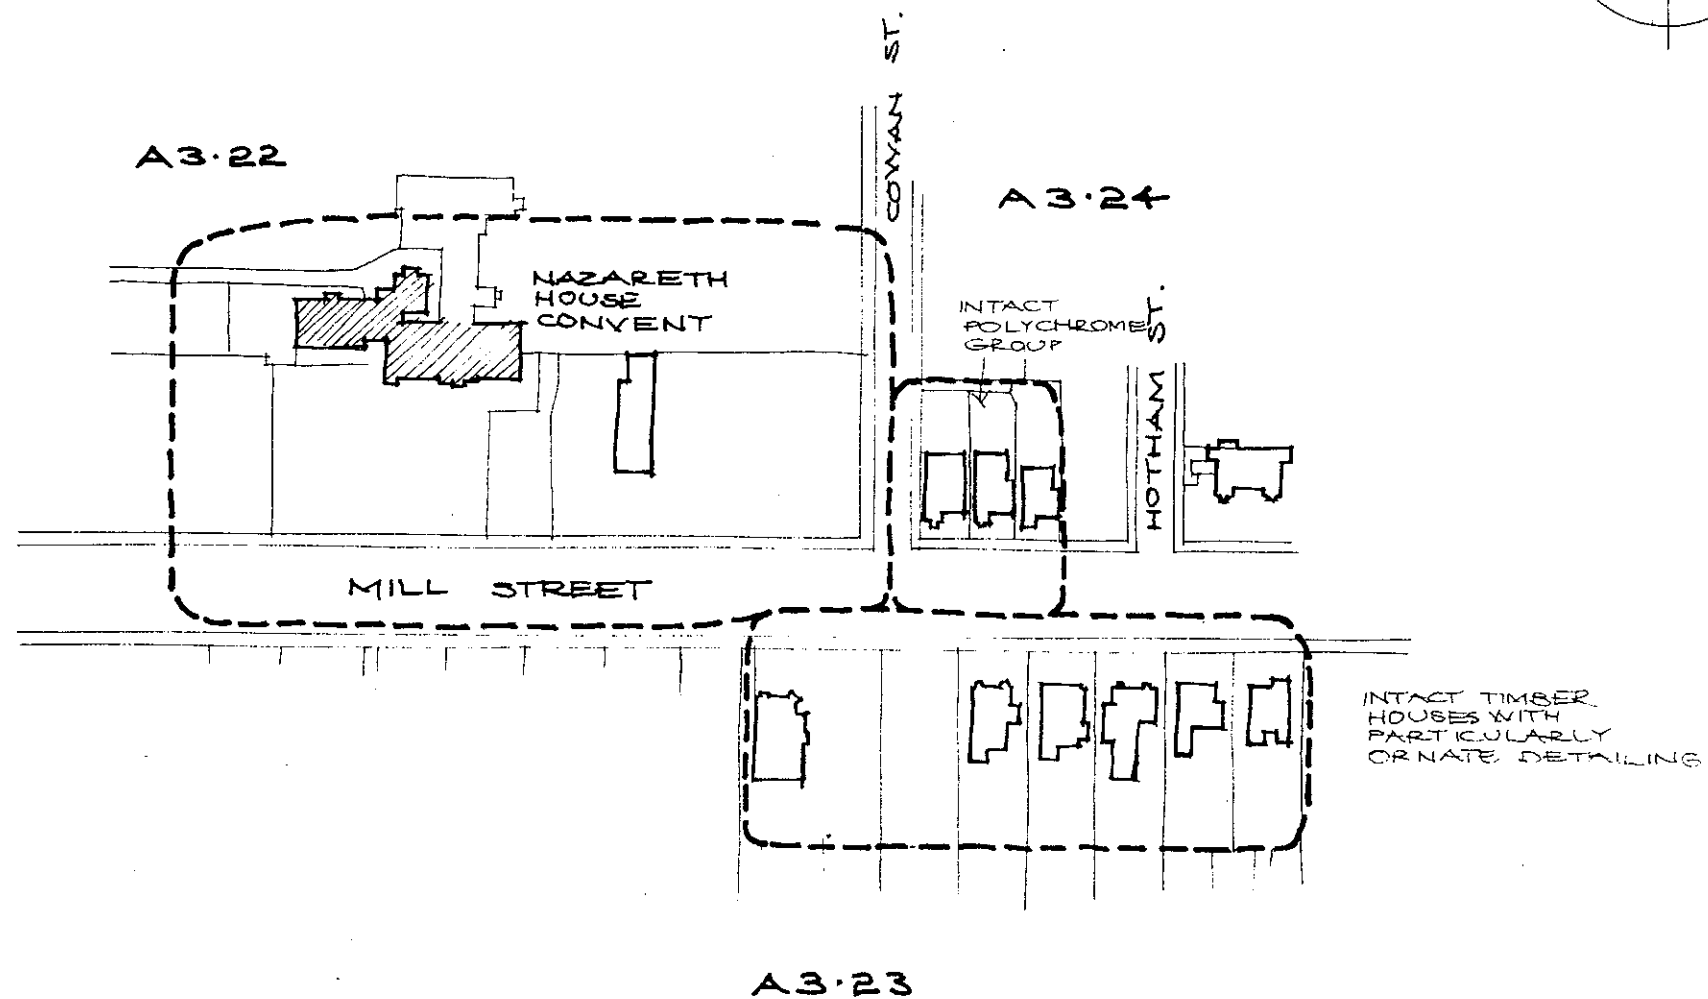 COWAN ST.
A3·22
A3·24
NAZARETH
HOUSE
CONVENT
INTACT
POLYCHROME
GROUP
HOTHAM ST.
MILL STREET
INTACT TIMBER
HOUSES WITH
PARTICULARLY
ORNATE DETAILING
A3·23